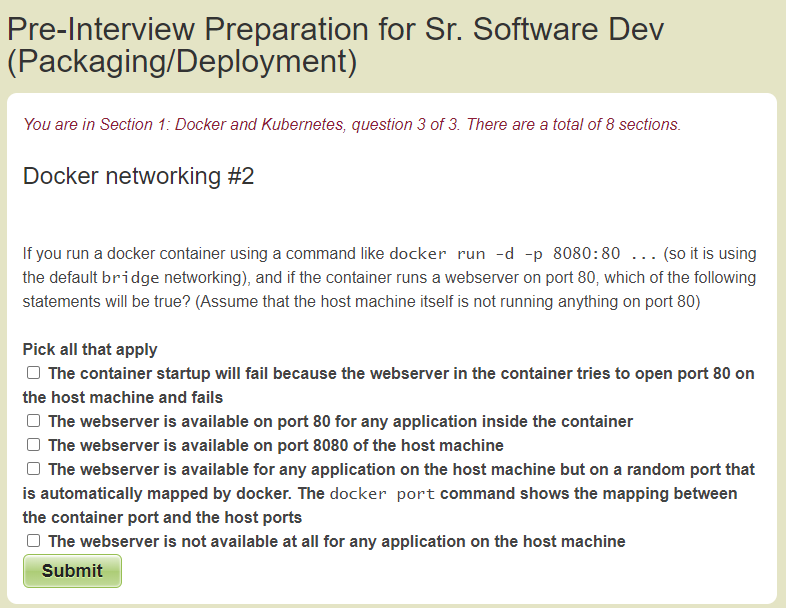 Pre-Interview Preparation for Sr. Software Dev
(Packaging/Deployment)
You are in Section 1: Docker and Kubernetes, question 3 of 3. There are a total of 8 sections.
Docker networking #2
If you run a docker container using a command like docker run -d -p 8080:80 ... (so it is using
the default bridge networking), and if the container runs a webserver on port 80, which of the following
statements will be true? (Assume that the host machine itself is not running anything on port 80)
Pick all that apply
The container startup will fail because the webserver in the container tries to open port 80 on
the host machine and fails
The webserver is available on port 80 for any application inside the container
The webserver is available on port 8080 of the host machine
The webserver is available for any application on the host machine but on a random port that
is automatically mapped by docker. The docker port command shows the mapping between
the container port and the host ports
The webserver is not available at all for any application on the host machine
Submit